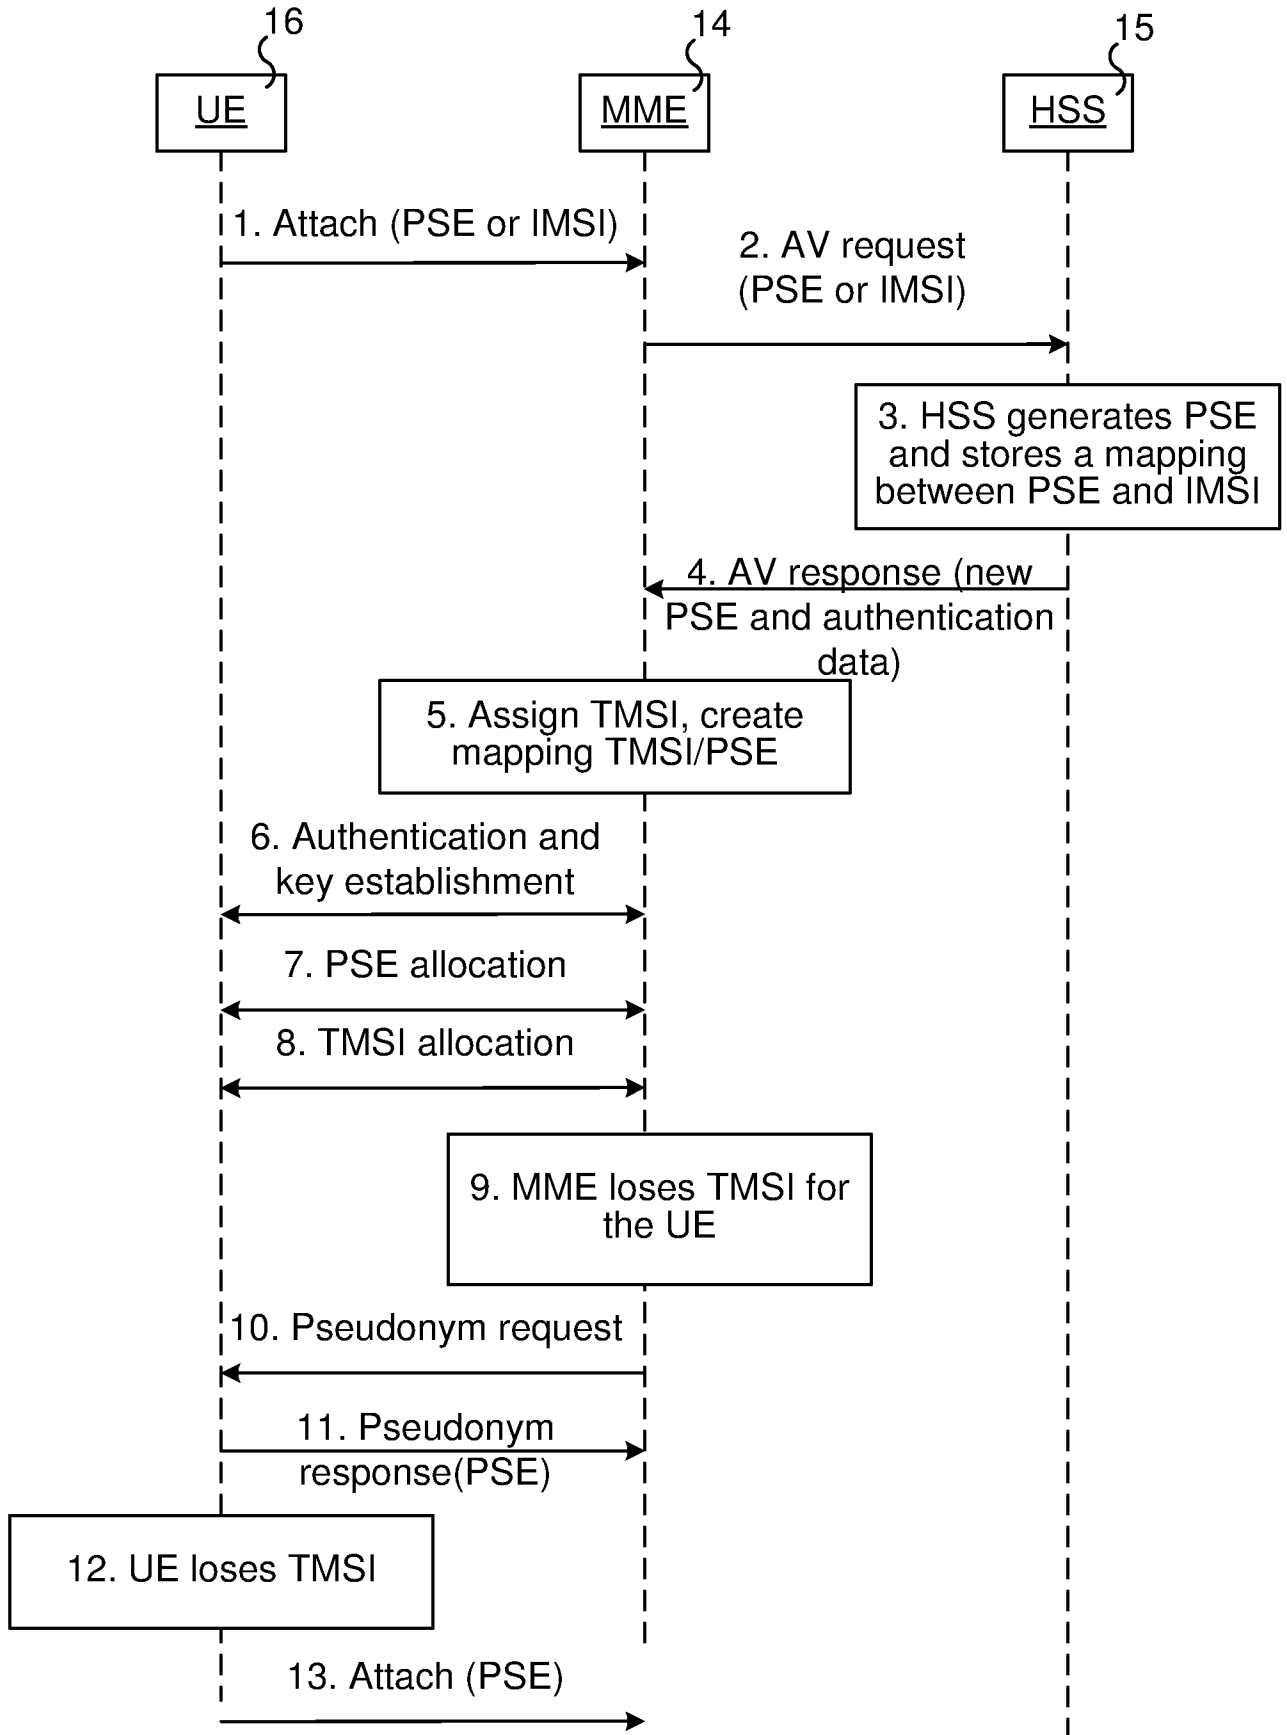 16
14
15
UE
MME
HSS
1. Attach (PSE or IMSI)
2. AV request
(PSE or IMSI)
3. HSS generates PSE
and stores a mapping
between PSE and IMSI
4. AV response (new
PSE and authentication
data)
5. Assign TMSI, create
mapping TMSI/PSE
6. Authentication and
key establishment
7. PSE allocation
8. TMSI allocation
9. MME loses TMSI for
the UE
10. Pseudonym request
11. Pseudonym
response(PSE)
12. UE loses TMSI
13. Attach (PSE)